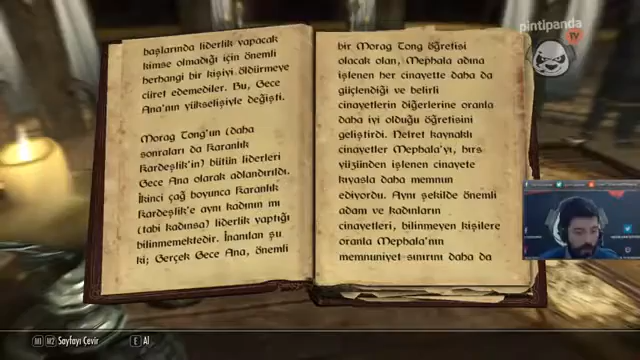 başlarında liderlik yapacak
kimse olmadığı için önemli
herhangi bir kişiyi öldürmeye
cüret edemediler. Bu, Gece
Ana'nın yükselişiyle değişti.
Morag Tong'un (daha
sonraları da Karanlık
Kardeşlik'in) bütün liderleri
Gece Ana olarak adlandırıldı.
İkinci çağ boyunca Karanlık
Kardeşlik'e aynı kadının mı
(tabi kadınsa) liderlik yaptığı
bilinmemektedir. İnanılan şu
ki; Gerçek Gece Ana, önemli
bir Morag Tong öğretisi
olacak olan, Mephala adına
işlenen her cinayette daha da
güçlendiği ve belirli
cinayetlerin diğerlerine oranla
daha iyi olduğu öğretisini
geliştirdi. Nefret kaynaklı
cinayetler Mephala'yı, hırs
yüzünden işlenen cinayete
kıyasla daha memnun
ediyordu. Aynı şekilde önemli
adam ve kadınların
cinayetleri, bilinmeyen kişilere
oranla Mephala'nın
memnuniyet sınırını daha da
pintipanda
TV
M1 M2 Sayfayı Çevir
E Al